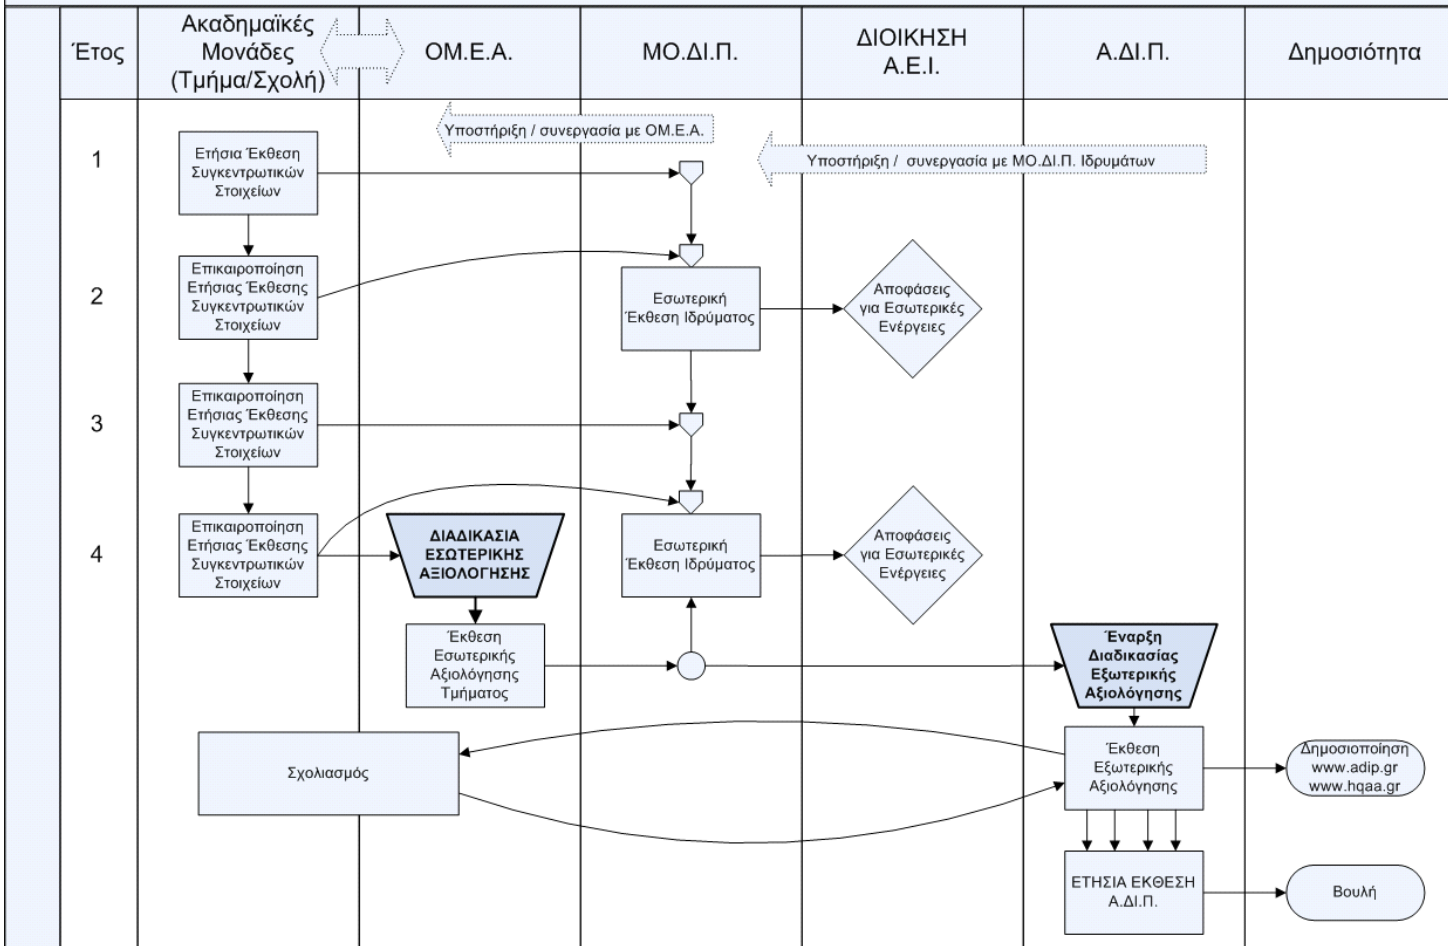 Έτος
Ακαδημαϊκές
Μονάδες
(Τμήμα/Σχολή)
ΟΜ.Ε.Α.
ΜΟ.ΔΙ.Π.
ΔΙΟΙΚΗΣΗ
Α.Ε.Ι.
Α.ΔΙ.Π.
Δημοσιότητα
Υποστήριξη / συνεργασία με ΟΜ.Ε.Α.
Υποστήριξη / συνεργασία με ΜΟ.ΔΙ.Π. Ιδρυμάτων
1
Ετήσια Έκθεση
Συγκεντρωτικών
Στοιχείων
2
Επικαιροποίηση
Ετήσιας Έκθεσης
Συγκεντρωτικών
Στοιχείων
Εσωτερική
Έκθεση Ιδρύματος
Αποφάσεις
για Εσωτερικές
Ενέργειες
3
Επικαιροποίηση
Ετήσιας Έκθεσης
Συγκεντρωτικών
Στοιχείων
4
Επικαιροποίηση
Ετήσιας Έκθεσης
Συγκεντρωτικών
Στοιχείων
ΔΙΑΔΙΚΑΣΙΑ
ΕΣΩΤΕΡΙΚΗΣ
ΑΞΙΟΛΟΓΗΣΗΣ
Εσωτερική
Έκθεση Ιδρύματος
Αποφάσεις
για Εσωτερικές
Ενέργειες
Έκθεση
Εσωτερικής
Αξιολόγησης
Τμήματος
Έναρξη
Διαδικασίας
Εξωτερικής
Αξιολόγησης
Σχολιασμός
Έκθεση
Εξωτερικής
Αξιολόγησης
Δημοσιοποίηση
www.adip.gr
www.hqaa.gr
ΕΤΗΣΙΑ ΕΚΘΕΣΗ
Α.ΔΙ.Π.
Βουλή